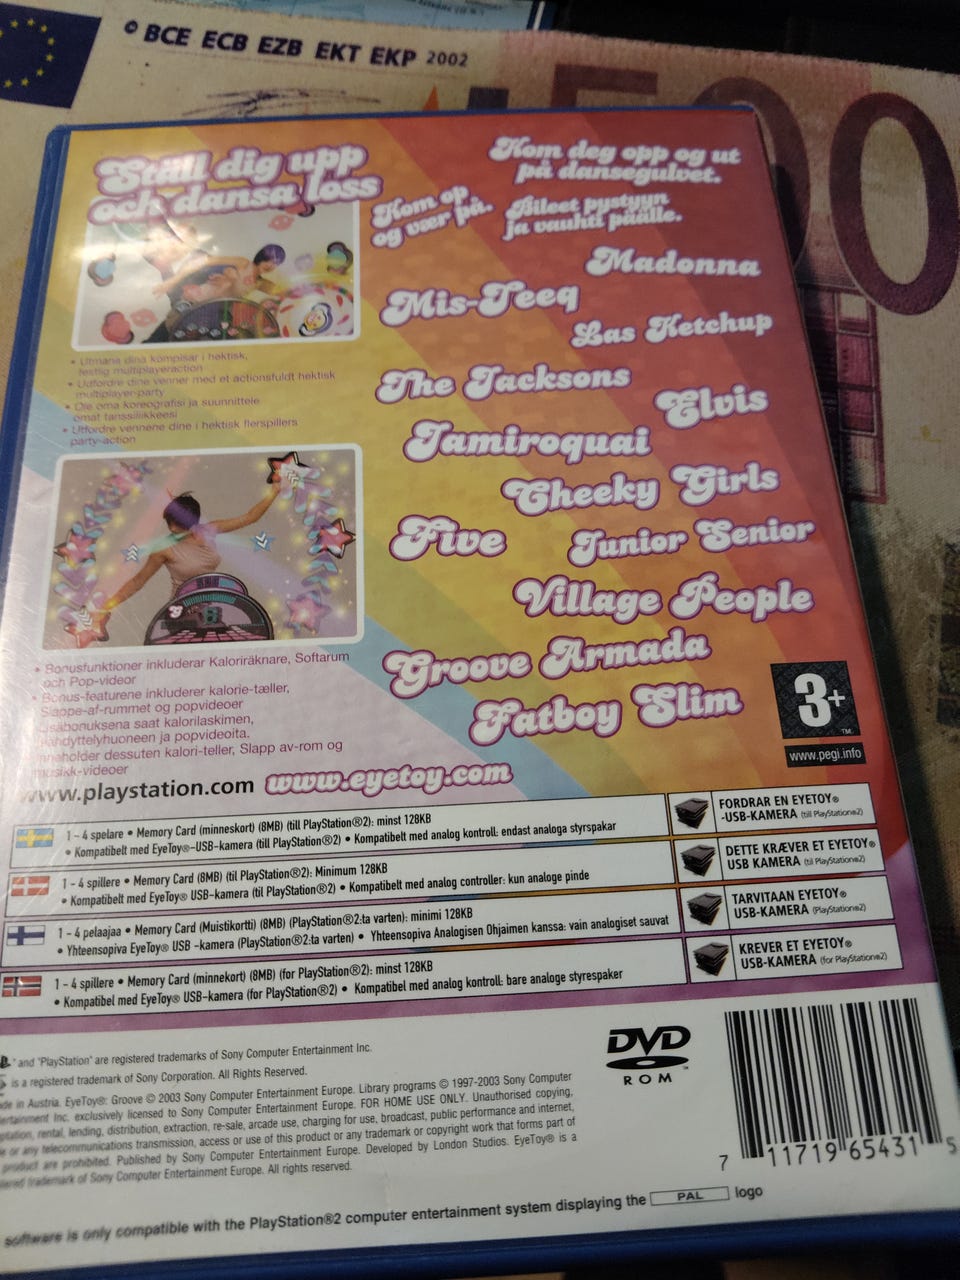 © BCE ECB EZB EKT EKP 2002
500
Ställ dig upp
och dansa loss
Kom op
og vær på.
Kom deg opp og ut
på dansegulvet.
Bileet pystyyn
ja vauhti päälle.
Madonna
Mis-Teeq
Las Ketchup
The Jacksons
Elvis
Jamiroquai
Cheeky Girls
Five
Junior Senior
Village People
Groove Armada
Fatboy Slim
• Utmana dina kompisar i hektisk,
festlig multiplayeraction
• Udfordre dine venner med et actionsfuldt hektisk
multiplayer-party
• Ole oma koreografisi ja suunnittele
omat tanssiliikkeesi
• Utfordre vennene dine i hektisk flerspillers
party-action
• Bonusfunktioner inkluderar Kaloriräknare, Softarum
och Pop-videor
• Bonus-featurene inkluderer kalorie-tæller,
Slappe-af-rummet og popvideoer
saat kalorilaskimen,
ja popvideoita.
dessuten kalori-teller, Slapp av-rom og
musikk-videoer
www.playstation.com www.eyetoy.com
3+
TM
www.pegi.info
1 – 4 spelare • Memory Card (minneskort) (8MB) (till PlayStation®2): minst 128KB
• Kompatibelt med EyeToy®-USB-kamera (till PlayStation®2) • Kompatibelt med analog kontroll: endast analoga styrspakar
FORDRAR EN EYETOY®
-USB-KAMERA (till PlayStation®2)
1 – 4 spillere • Memory Card (8MB) (til PlayStation®2): Minimum 128KB
• Kompatibelt med EyeToy® USB-kamera (til PlayStation®2) • Kompatibelt med analog controller: kun analoge pinde
DETTE KRÆVER ET EYETOY®
USB KAMERA (til PlayStation®2)
1 – 4 pelaajaa • Memory Card (Muistikortti) (8MB) (PlayStation®2:ta varten): minimi 128KB
• Yhteensopiva EyeToy® USB -kamera (PlayStation®2:ta varten) • Yhteensopiva Analogisen Ohjaimen kanssa: vain analogiset sauvat
TARVITAAN EYETOY®
USB-KAMERA (PlayStation®2)
1 – 4 spillere • Memory Card (minnekort) (8MB) (for PlayStation®2): minst 128KB
• Kompatibel med EyeToy® USB-kamera (for PlayStation®2) • Kompatibel med analog kontroll: bare analoge styrespaker
KREVER ET EYETOY®
USB-KAMERA (for PlayStation®2)
" and "PlayStation" are registered trademarks of Sony Computer Entertainment Inc.
is a registered trademark of Sony Corporation. All Rights Reserved.
in Austria. EyeToy®: Groove © 2003 Sony Computer Entertainment Europe. Library programs © 1997-2003 Sony Computer
Inc. exclusively licensed to Sony Computer Entertainment Europe. FOR HOME USE ONLY. Unauthorised copying,
rental, lending, distribution, extraction, re-sale, arcade use, charging for use, broadcast, public performance and internet,
or any telecommunications transmission, access or use of this product or any trademark or copyright work that forms part of
product are prohibited. Published by Sony Computer Entertainment Europe. Developed by London Studios. EyeToy® is a
trademark of Sony Computer Entertainment Europe. All rights reserved.
DVD
ROM
7 11719 65431 5
software is only compatible with the PlayStation®2 computer entertainment system displaying the PAL logo